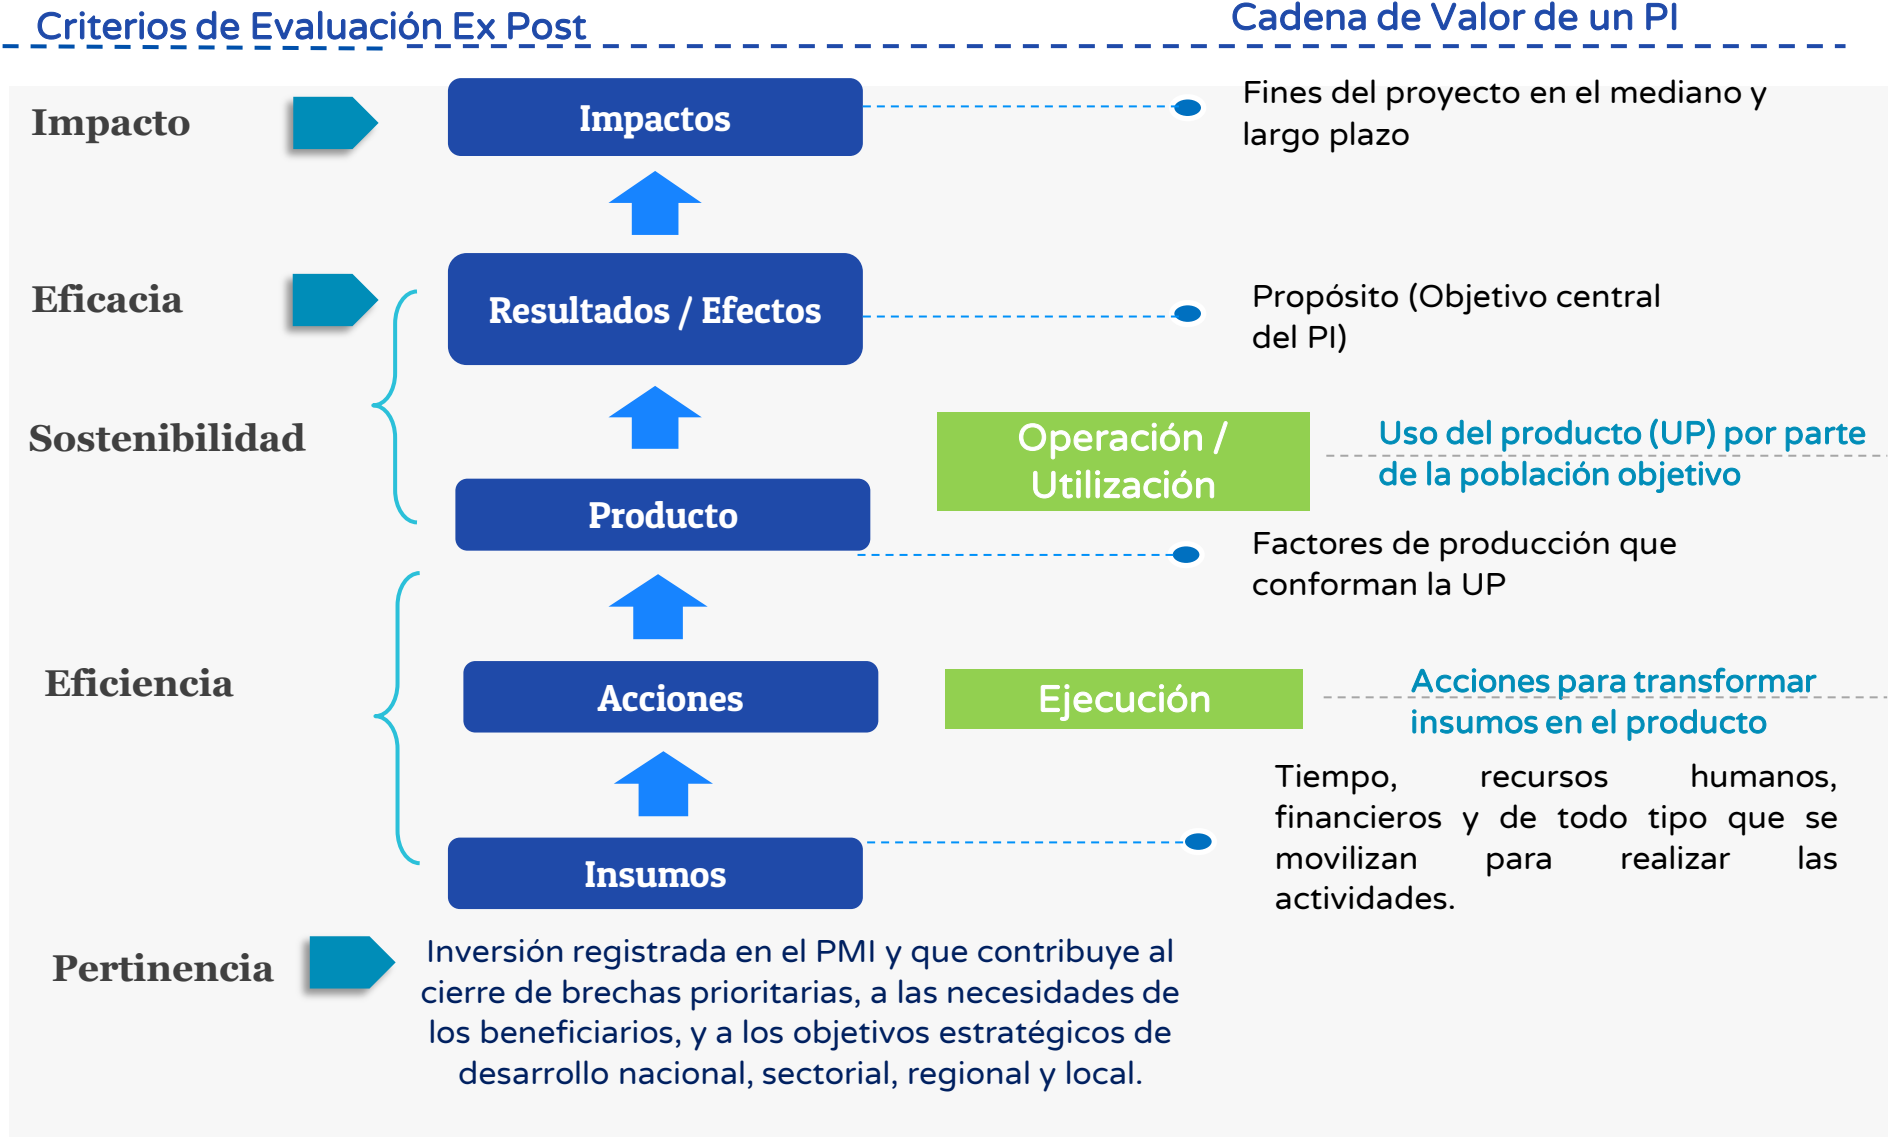 Criterios de Evaluación Ex Post
Cadena de Valor de un PI
Impacto
Impactos
Fines del proyecto en el mediano y
largo plazo
Eficacia
Resultados / Efectos
Propósito (Objetivo central
del PI)
Sostenibilidad
Operación /
Utilización
Uso del producto (UP) por parte
de la población objetivo
Producto
Factores de producción que
conforman la UP
Eficiencia
Acciones
Ejecución
Acciones para transformar
insumos en el producto
Insumos
Tiempo, recursos humanos,
financieros y de todo tipo que se
movilizan para realizar las
actividades.
Pertinencia
Inversión registrada en el PMI y que contribuye al
cierre de brechas prioritarias, a las necesidades de
los beneficiarios, y a los objetivos estratégicos de
desarrollo nacional, sectorial, regional y local.